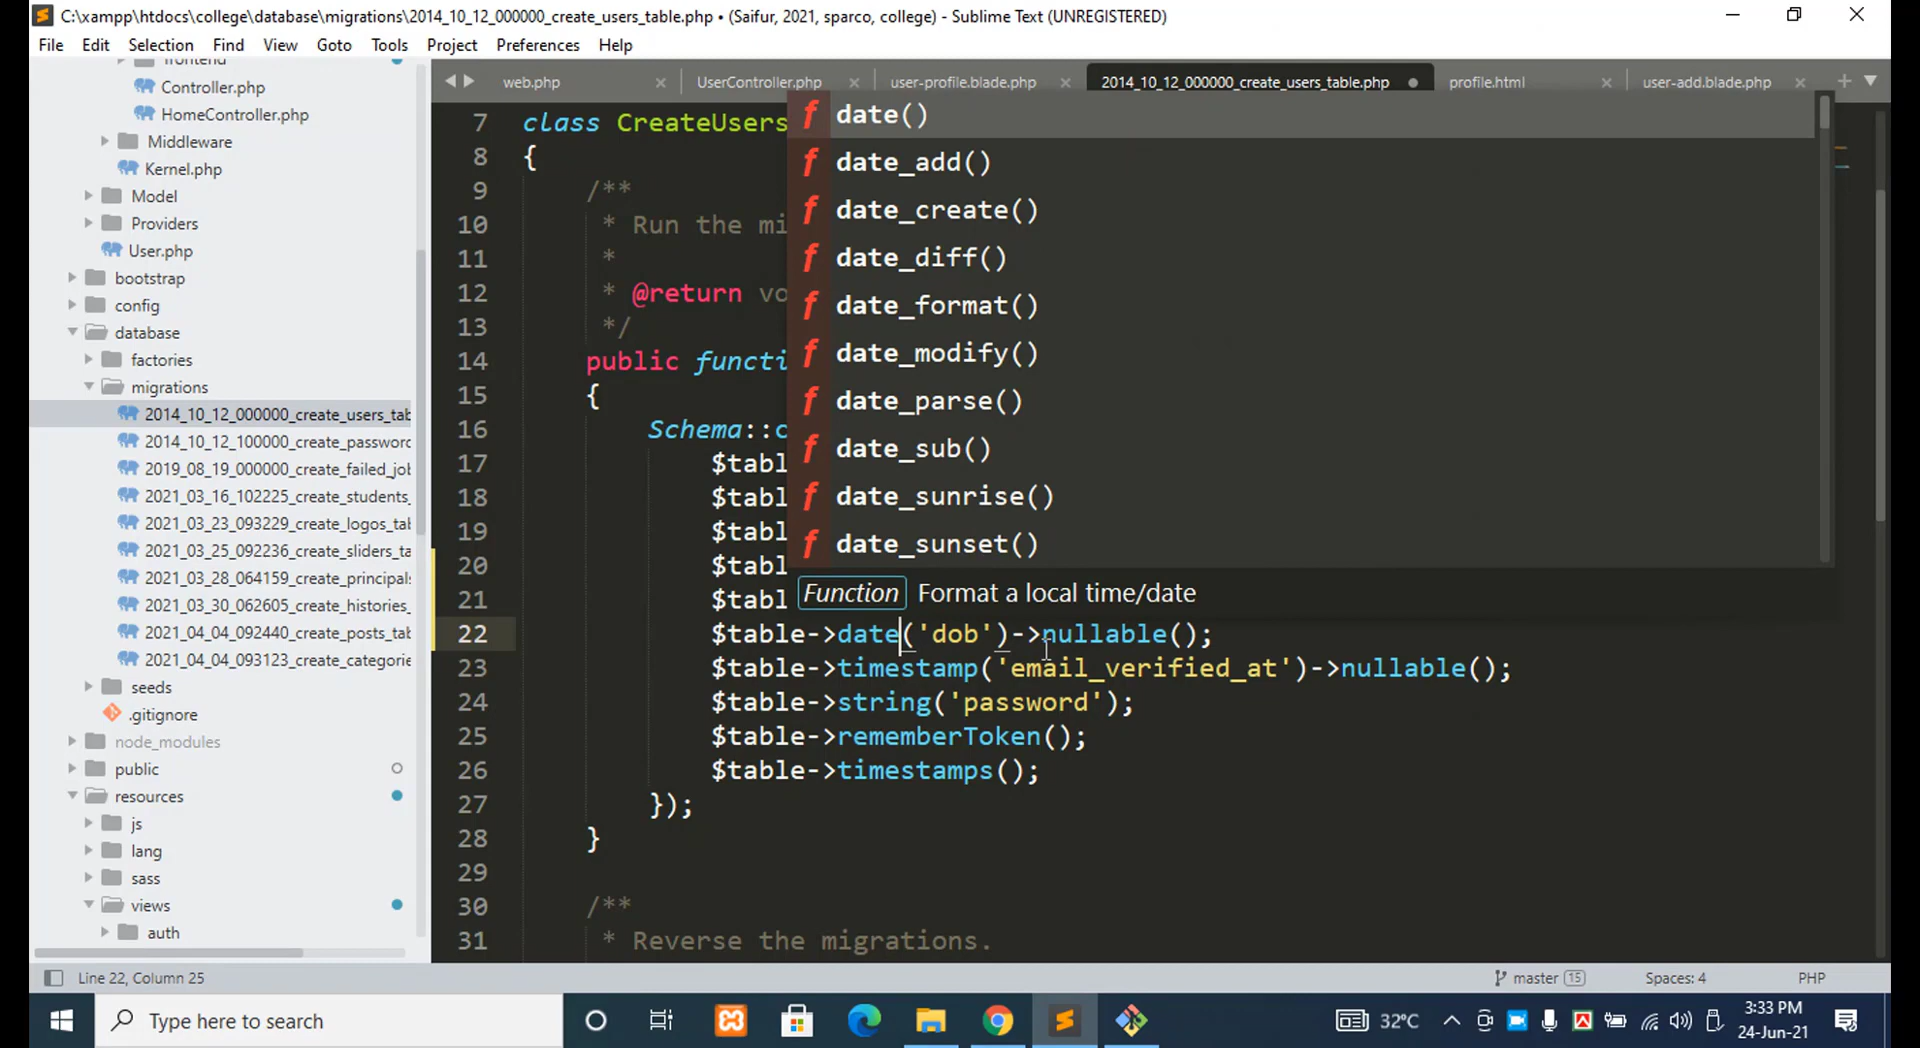 C:\xampp\htdocs\college\database\migrations\2014_10_12_000000_create_users_table.php • (Saifur, 2021, sparco, college) - Sublime Text (UNREGISTERED)
File Edit Selection Find View Goto Tools Project Preferences Help
frontend
Controller.php
HomeController.php
Middleware
Kernel.php
Model
Providers
User.php
bootstrap
config
database
factories
migrations
2014_10_12_000000_create_users_tab
2014_10_12_100000_create_password
2019_08_19_000000_create_failed_jo
2021_03_16_102225_create_students_
2021_03_23_093229_create_logos_tab
2021_03_25_092236_create_sliders_ta
2021_03_28_064159_create_principals
2021_03_30_062605_create_histories_
2021_04_04_092440_create_posts_tab
2021_04_04_093123_create_categorie
seeds
.gitignore
node_modules
public
resources
js
lang
sass
views
auth
web.php UserController.php user-profile.blade.php 2014_10_12_000000_create_users_table.php profile.html user-add.blade.php
7 class CreateUsers
8 {
9 /**
10 * Run the mi
11 *
12 * @return vo
13 */
14 public functi
15 {
16 Schema::c
17 $tabl
18 $tabl
19 $tabl
20 $tabl
21 $tabl
22 $table->date('dob')->nullable();
23 $table->timestamp('email_verified_at')->nullable();
24 $table->string('password');
25 $table->rememberToken();
26 $table->timestamps();
27 });
28 }
29
30 /**
31 * Reverse the migrations.
f date()
f date_add()
f date_create()
f date_diff()
f date_format()
f date_modify()
f date_parse()
f date_sub()
f date_sunrise()
f date_sunset()
Function Format a local time/date
Line 22, Column 25 master 15 Spaces: 4 PHP
Type here to search 32°C 3:33 PM
24-Jun-21